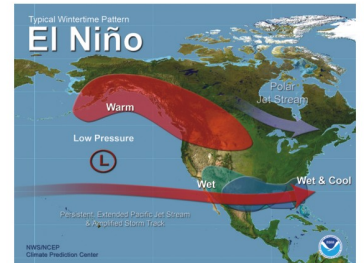 Typical Wintertime Pattern
El Niño
Polar
Jet Stream
Warm
Low Pressure
L
Wet
Wet & Cool
Persistent, Extended Pacific Jet Stream
& Amplified Storm Track
NWS/NCEP
Climate Prediction Center
NOAA